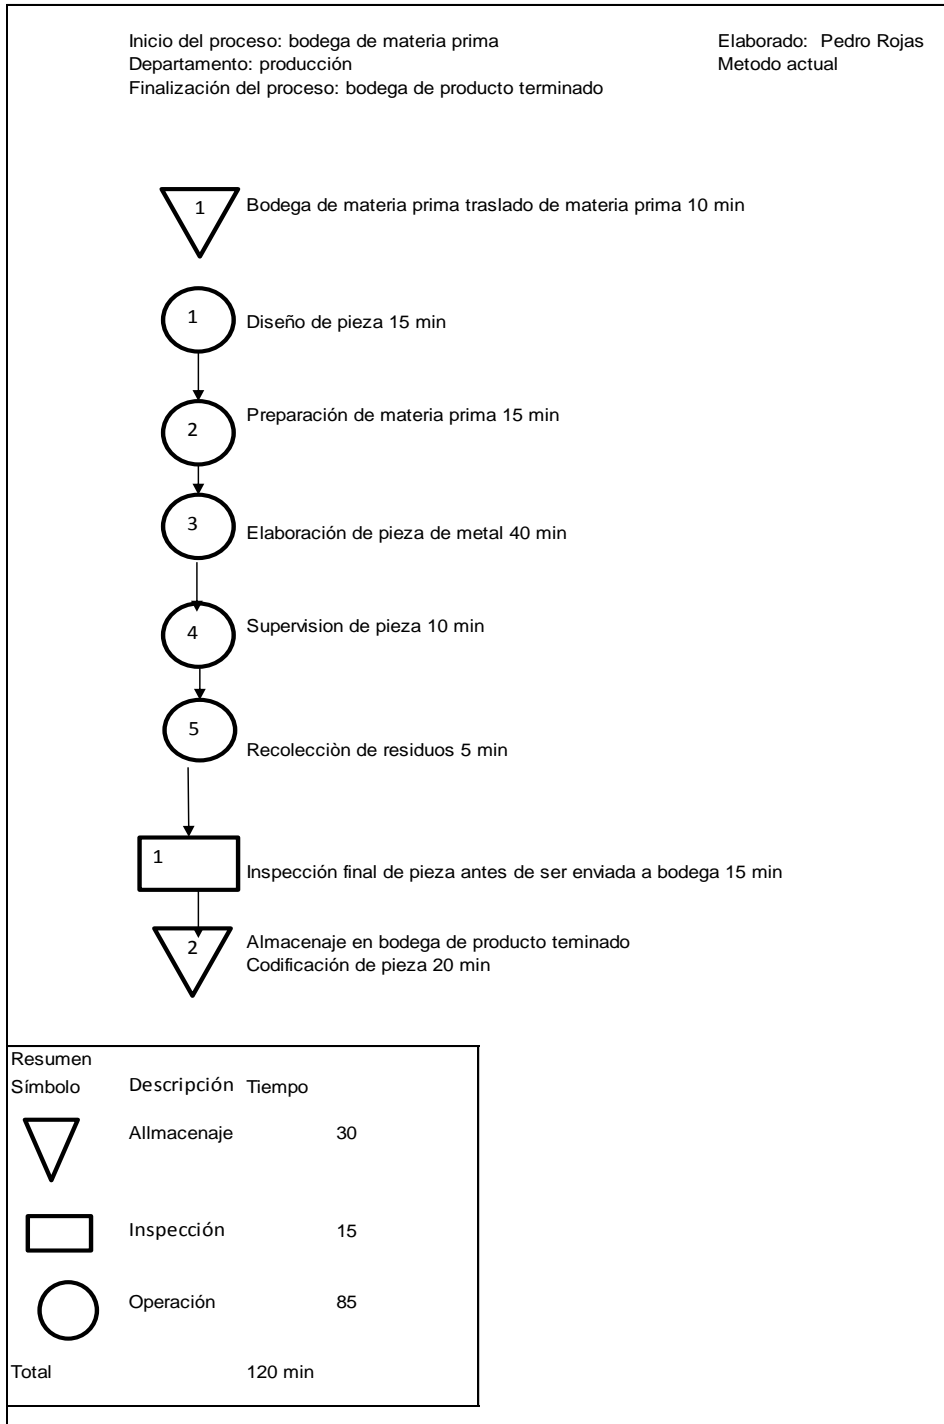 Inicio del proceso: bodega de materia prima
Elaborado: Pedro Rojas
Departamento: producción
Metodo actual
Finalización del proceso: bodega de producto terminado
1
Bodega de materia prima traslado de materia prima 10 min
1
Diseño de pieza 15 min
2
Preparación de materia prima 15 min
3
Elaboración de pieza de metal 40 min
4
Supervision de pieza 10 min
5
Recolecciòn de residuos 5 min
1
Inspección final de pieza antes de ser enviada a bodega 15 min
2
Almacenaje en bodega de producto teminado
Codificación de pieza 20 min
Resumen
Símbolo Descripción Tiempo
Allmacenaje 30
Inspección 15
Operación 85
Total 120 min